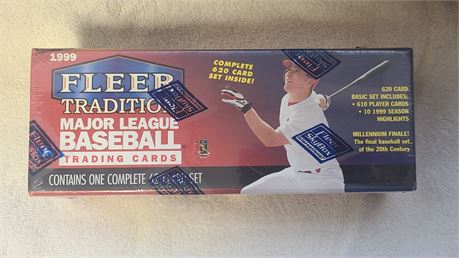 1999
FLEER
TRADITION
MAJOR LEAGUE
BASEBALL
TRADING CARDS
CONTAINS ONE COMPLETE
SET
COMPLETE
620 CARD
SET INSIDE!
620 CARD
BASIC SET INCLUDES:
• 610 PLAYER CARDS
• 10 1999 SEASON
HIGHLIGHTS
MILLENNIUM FINALE!
The final baseball set
of the 20th Century